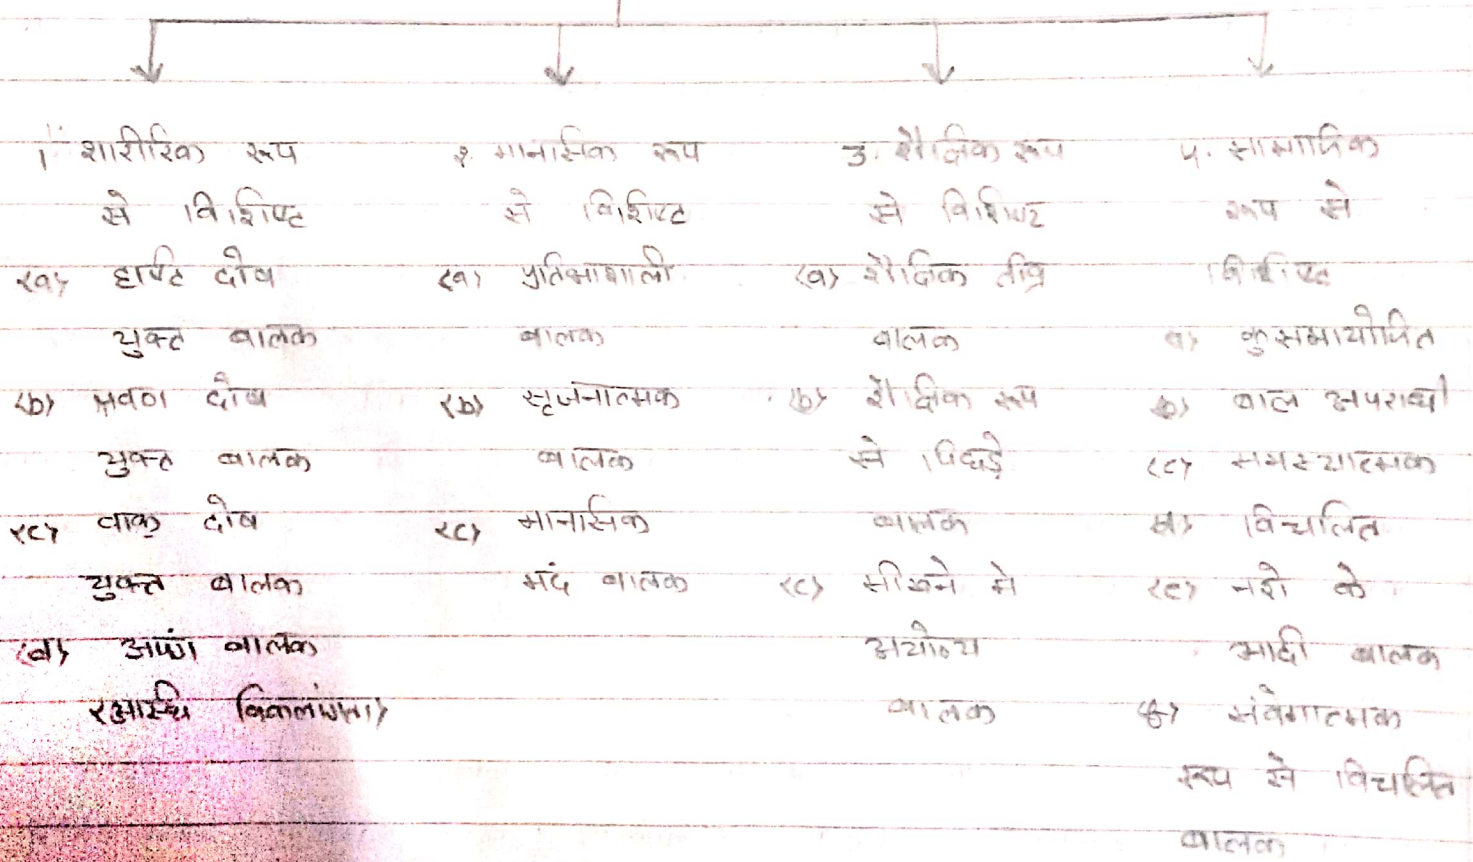 1. शारीरिक रूप
से विशिष्ट
(a) दृष्टि दोष
युक्त बालक
(b) श्रवण दोष
युक्त बालक
(c) वाक् दोष
युक्त बालक
(d) अपंग बालक
(अस्थि विकलांगता)
२. मानसिक रूप
से विशिष्ट
(a) प्रतिभाशाली
बालक
(b) सृजनात्मक
बालक
(c) मानसिक
मंद बालक
3. शैक्षिक रूप
से विशिष्ट
(a) शैक्षिक तीव्र
बालक
(b) शैक्षिक रूप
से पिछड़े
बालक
(c) सीखने मे
अयोग्य
बालक
4. सामाजिक
रूप से
विशिष्ट
a) कुसमायोजित
b) बाल अपराधी
(c) समस्यात्मक
d) विचलित
(e) नशे के
आदी बालक
संवेगात्मक
रूप से विचलित
बालक